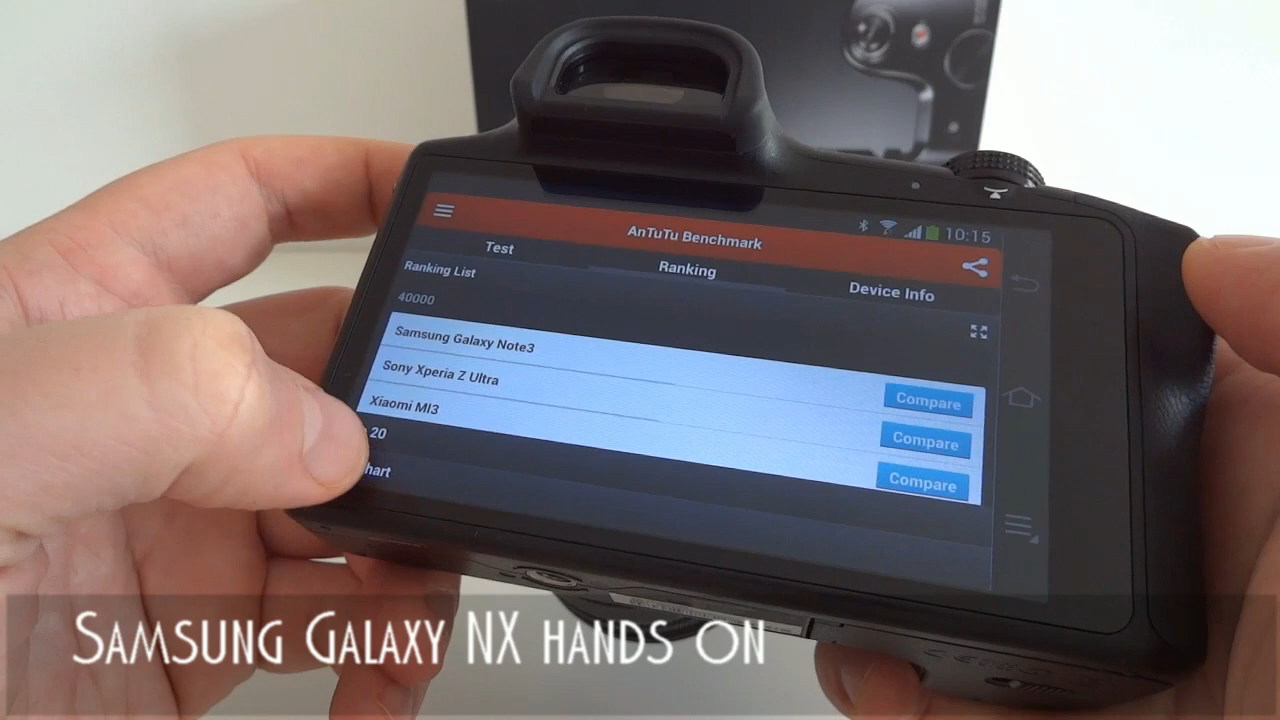 10:15
AnTuTu Benchmark
Test
Ranking
Device Info
Ranking List
40000
Samsung Galaxy Note3
Compare
Sony Xperia Z Ultra
Compare
Xiaomi MI3
Compare
20
hart
Samsung Galaxy NX hands on